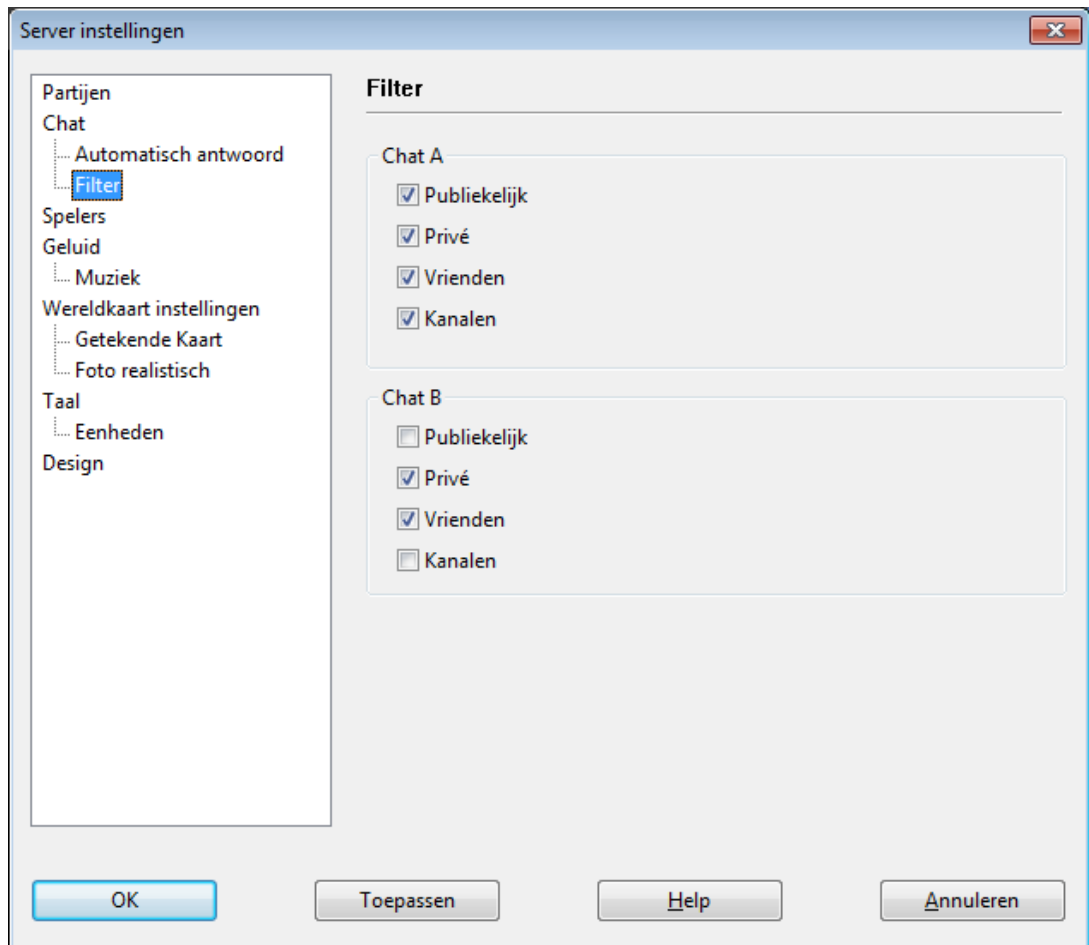 Server instellingen
Partijen
Chat
Automatisch antwoord
Filter
Spelers
Geluid
Muziek
Wereldkaart instellingen
Getekende Kaart
Foto realistisch
Taal
Eenheden
Design
Filter
Chat A
Publiekelijk
Privé
Vrienden
Kanalen
Chat B
Publiekelijk
Privé
Vrienden
Kanalen
OK
Toepassen
Help
Annuleren